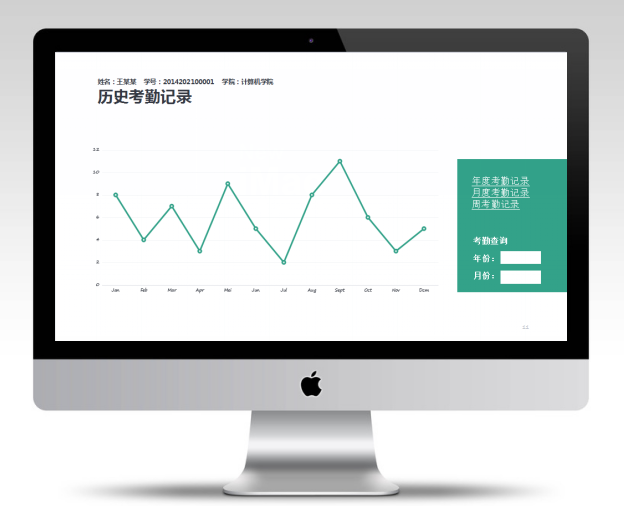 姓名：王某某 学号：2014202100001 学院：计算机学院
历史考勤记录
12
10
8
6
4
2
0
Jan Feb Mar Apr Mei Jun Jul Aug Sept Oct Nov Dem
年度考勤记录
月度考勤记录
周考勤记录
考勤查询
年份：
月份：
11